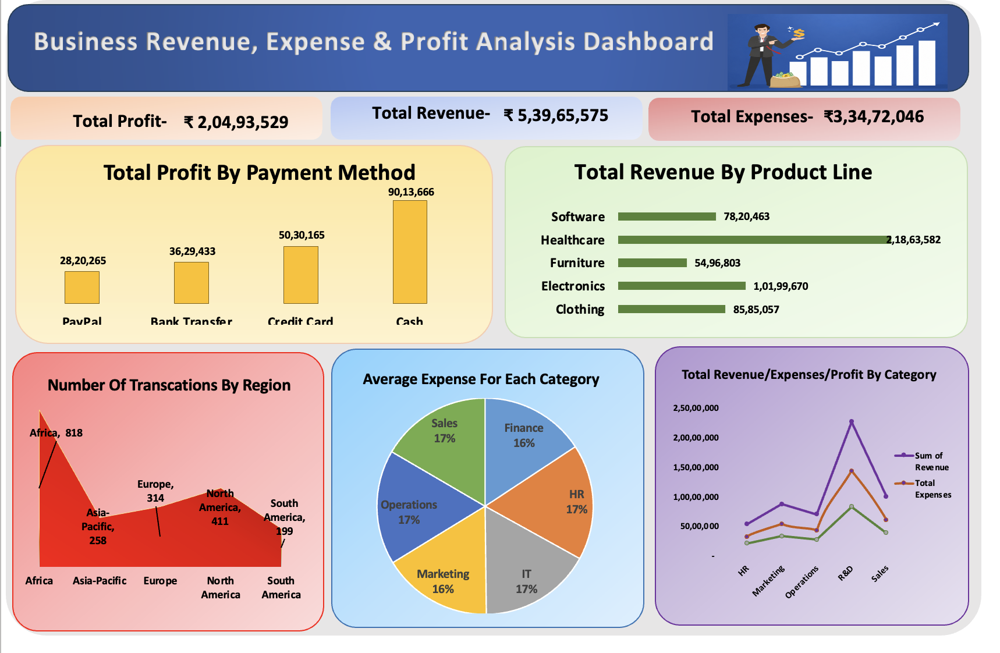 Business Revenue, Expense & Profit Analysis Dashboard
Total Profit- ₹ 2,04,93,529
Total Revenue- ₹ 5,39,65,575
Total Expenses- ₹3,34,72,046
Total Profit By Payment Method
90,13,666
50,30,165
36,29,433
28,20,265
PayPal Bank Transfer Credit Card Cash
Total Revenue By Product Line
Software 78,20,463
Healthcare 2,18,63,582
Furniture 54,96,803
Electronics 1,01,99,670
Clothing 85,85,057
Number Of Transcations By Region
Africa, 818
Asia-
Pacific,
258
Europe,
314
North
America,
411
South
America,
199
Africa
Asia-Pacific
Europe
North
America
South
America
Average Expense For Each Category
Finance
16%
HR
17%
IT
17%
Marketing
16%
Operations
17%
Sales
17%
Total Revenue/Expenses/Profit By Category
2,50,00,000
2,00,00,000
1,50,00,000
1,00,00,000
50,00,000
-
HR
Marketing
Operations
R&D
Sales
Sum of
Revenue
Total
Expenses